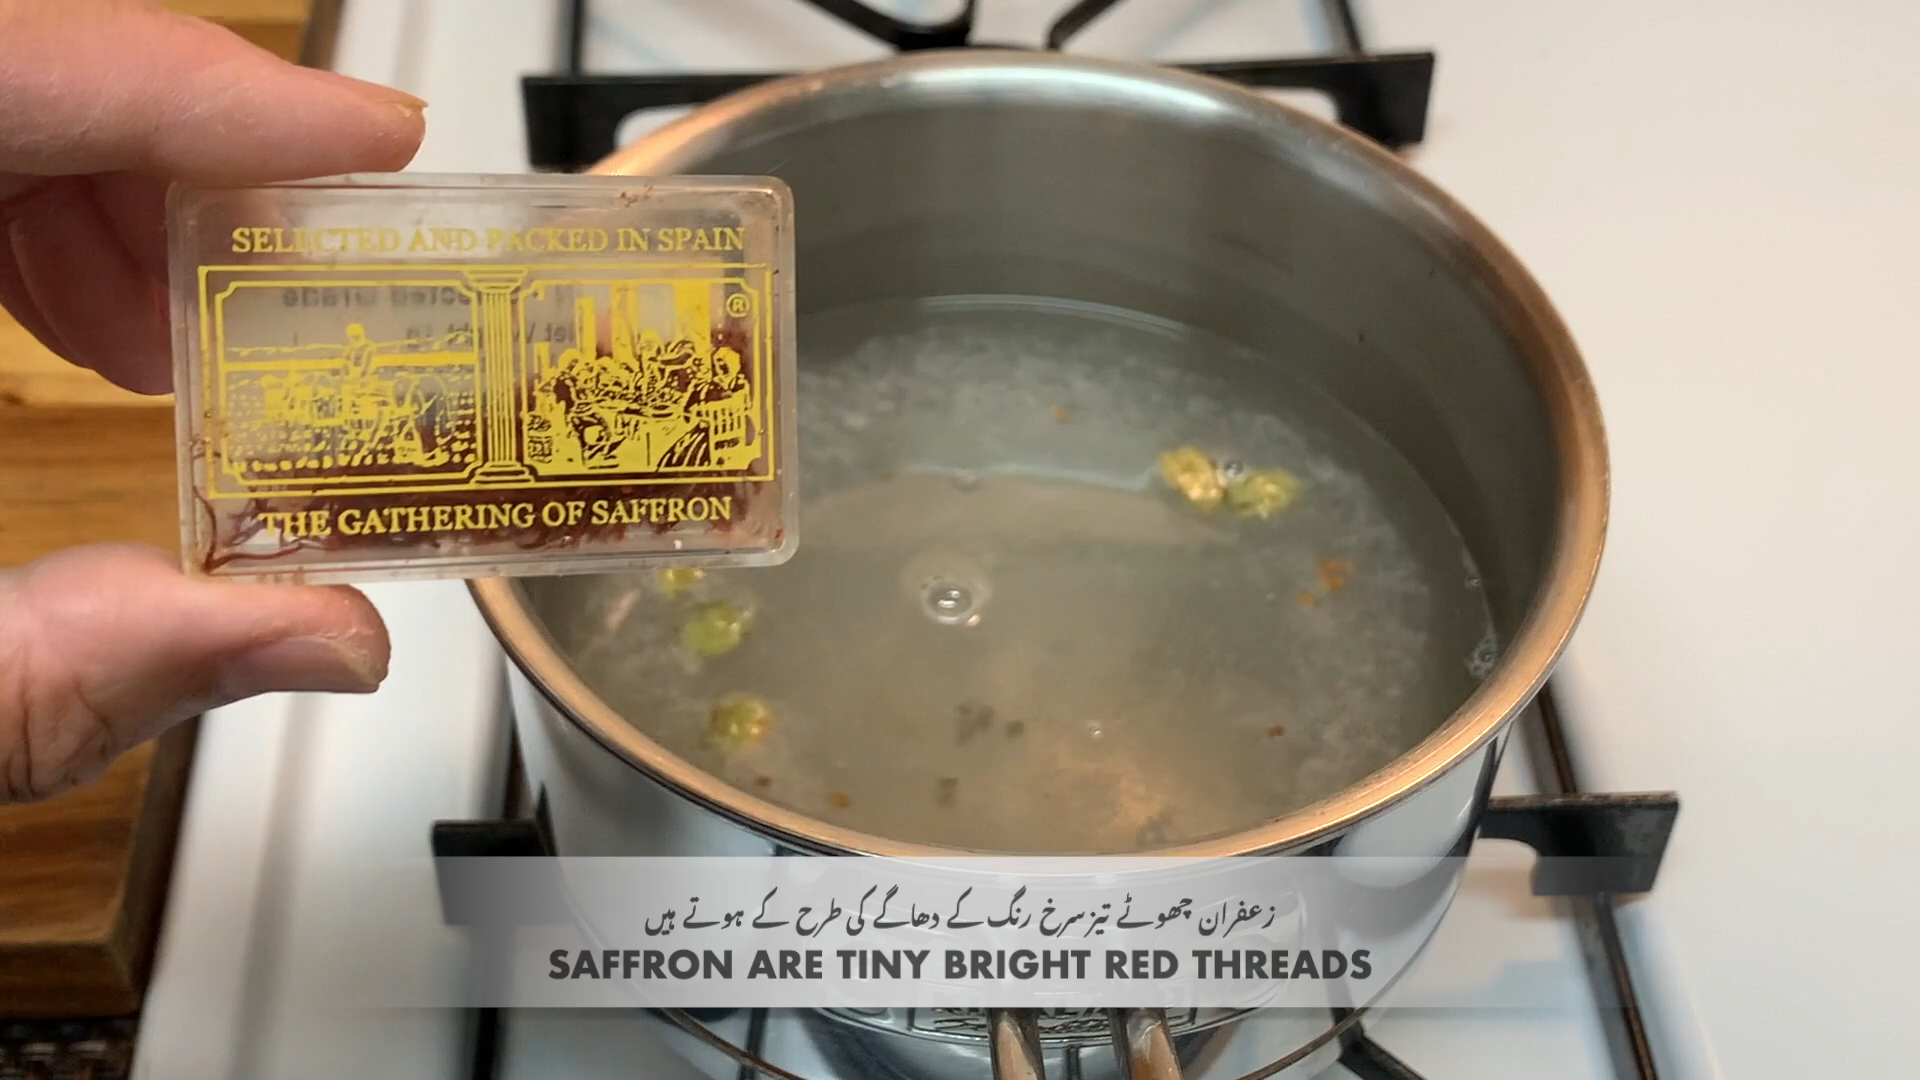 SELECTED AND PACKED IN SPAIN
®
THE GATHERING OF SAFFRON
زعفران چھوٹے تیز سرخ رنگ کے دھاگے کی طرح کے ہوتے ہیں
SAFFRON ARE TINY BRIGHT RED THREADS